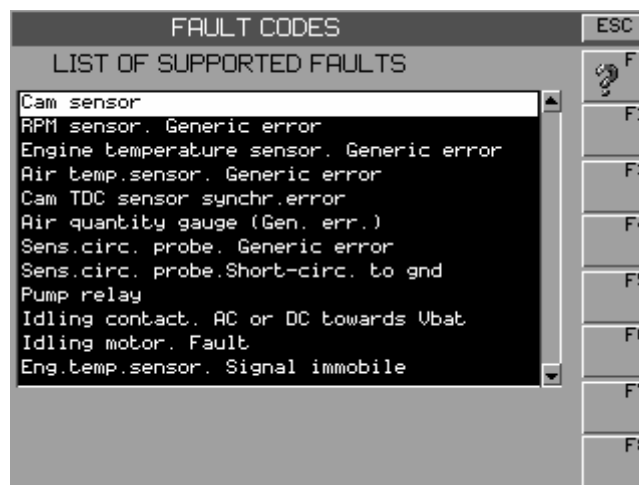 FAULT CODES
ESC
LIST OF SUPPORTED FAULTS
Cam sensor
RPM sensor. Generic error
Engine temperature sensor. Generic error
Air temp.sensor. Generic error
Cam TDC sensor synchr.error
Air quantity gauge (Gen. err.)
Sens.circ. probe. Generic error
Sens.circ. probe.Short-circ. to gnd
Pump relay
Idling contact. AC or DC towards Vbat
Idling motor. Fault
Eng.temp.sensor. Signal immobile